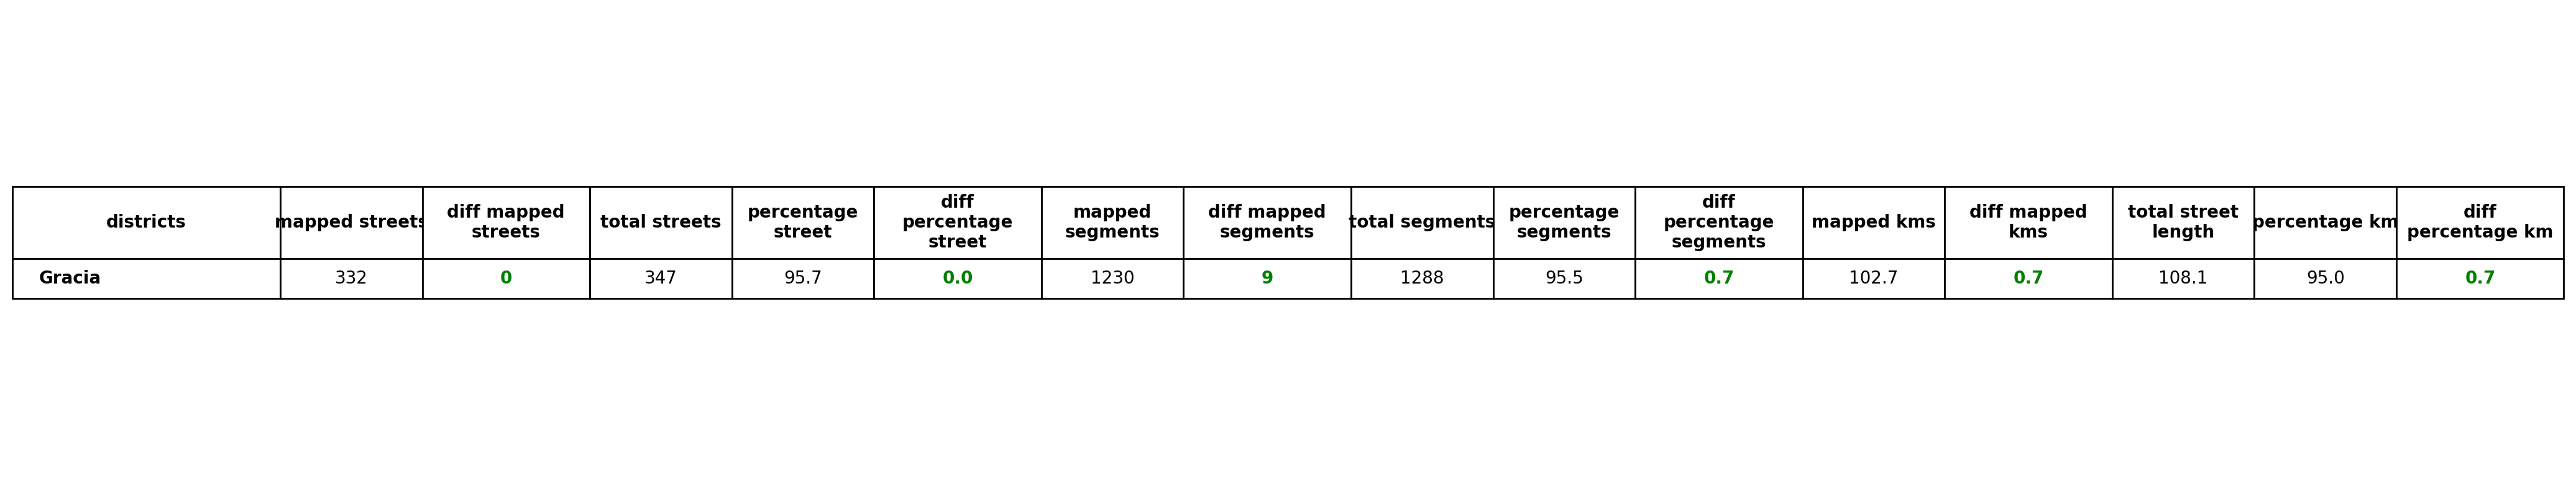 districts
mapped streets
diff mapped
streets
total streets
percentage
street
diff
percentage
street
mapped
segments
diff mapped
segments
total segments
percentage
segments
diff
percentage
segments
mapped kms
diff mapped
kms
total street
length
percentage km
diff
percentage km
Gracia 332 0 347 95.7 0.0 1230 9 1288 95.5 0.7 102.7 0.7 108.1 95.0 0.7